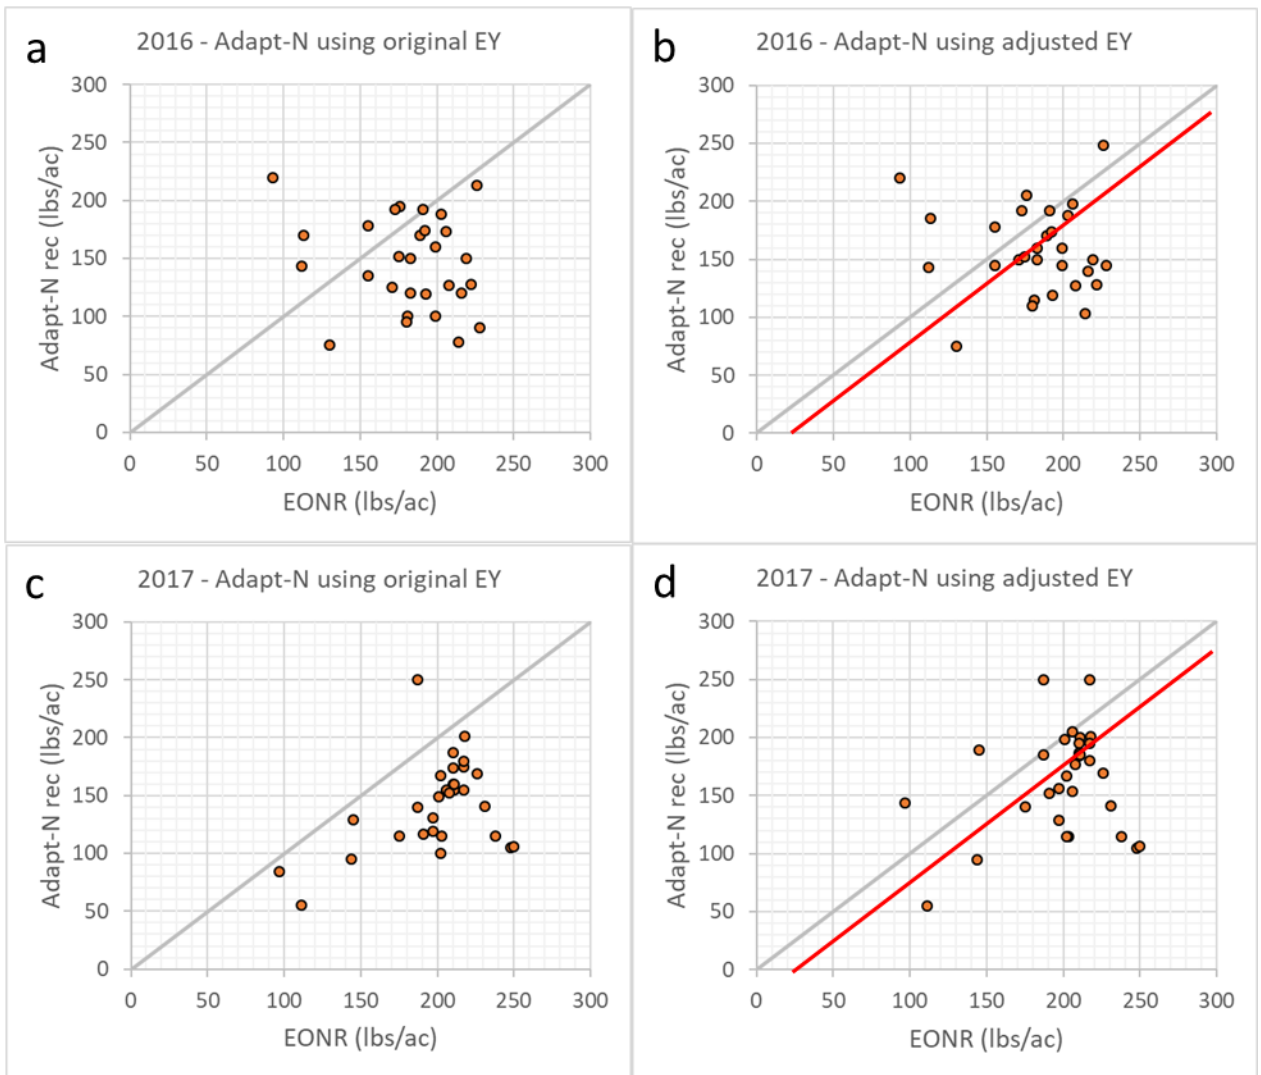 a
2016 - Adapt-N using original EY
300
250
200
150
100
50
0
0 50 100 150 200 250 300
Adapt-N rec (lbs/ac)
EONR (lbs/ac)
b
2016 - Adapt-N using adjusted EY
300
250
200
150
100
50
0
0 50 100 150 200 250 300
Adapt-N rec (lbs/ac)
EONR (lbs/ac)
c
2017 - Adapt-N using original EY
300
250
200
150
100
50
0
0 50 100 150 200 250 300
Adapt-N rec (lbs/ac)
EONR (lbs/ac)
d
2017 - Adapt-N using adjusted EY
300
250
200
150
100
50
0
0 50 100 150 200 250 300
Adapt-N rec (lbs/ac)
EONR (lbs/ac)